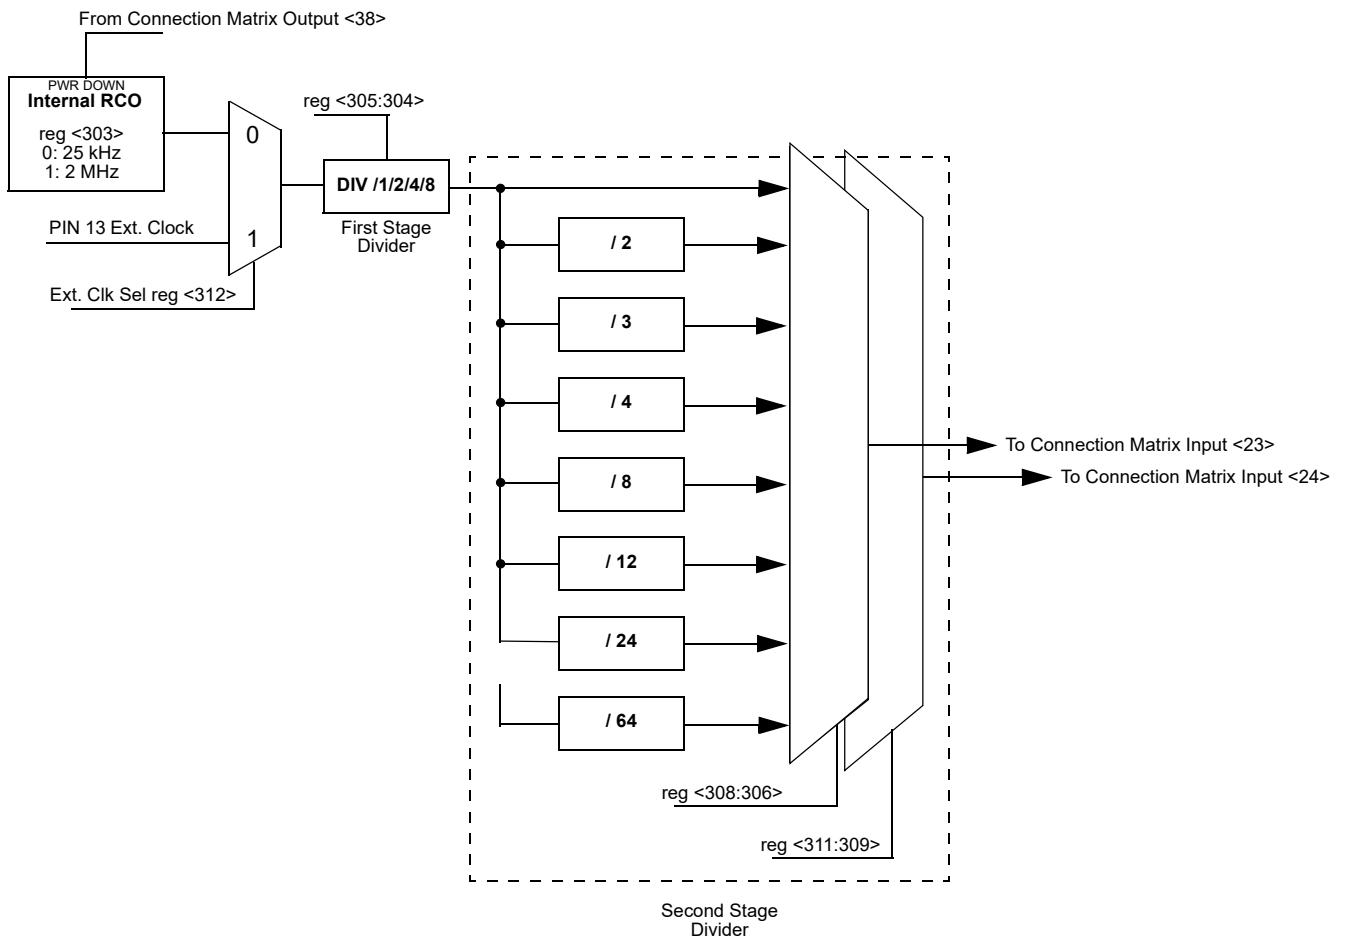 From Connection Matrix Output <38>
PWR DOWN
Internal RCO
reg <303>
0: 25 kHz
1: 2 MHz
0
reg <305:304>
DIV /1/2/4/8
First Stage
Divider
PIN 13 Ext. Clock
1
Ext. Clk Sel reg <312>
/ 2
/ 3
/ 4
/ 8
/ 12
/ 24
/ 64
To Connection Matrix Input <23>
To Connection Matrix Input <24>
reg <308:306>
reg <311:309>
Second Stage
Divider